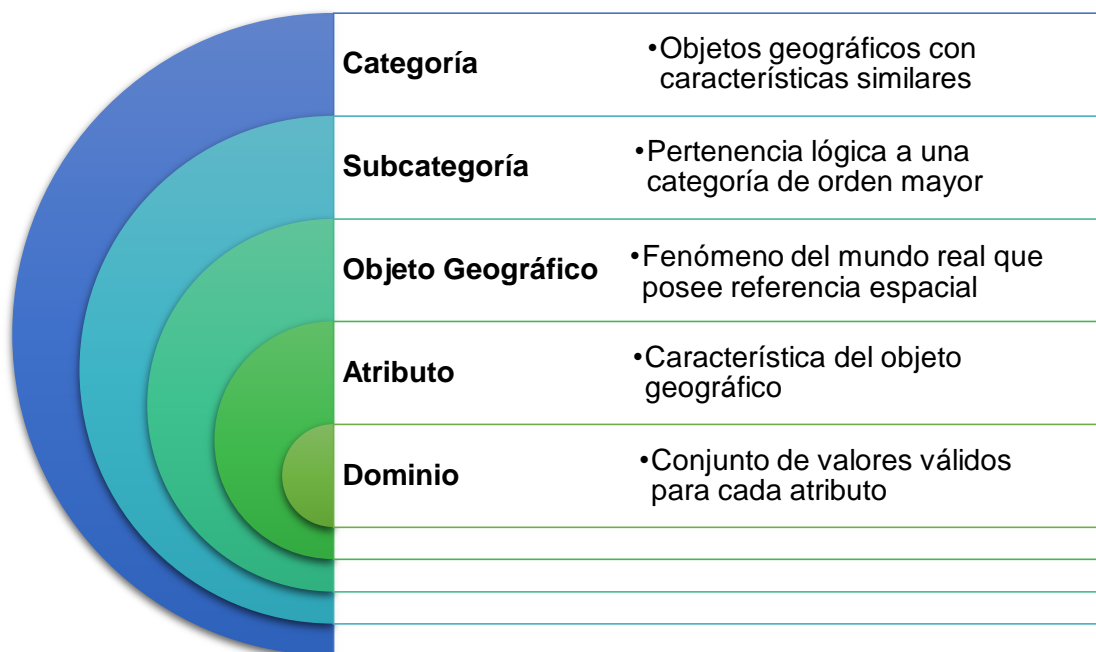 Categoría
•Objetos geográficos con
características similares
Subcategoría
•Pertenencia lógica a una
categoría de orden mayor
Objeto Geográfico
•Fenómeno del mundo real que
posee referencia espacial
Atributo
•Característica del objeto
geográfico
Dominio
•Conjunto de valores válidos
para cada atributo